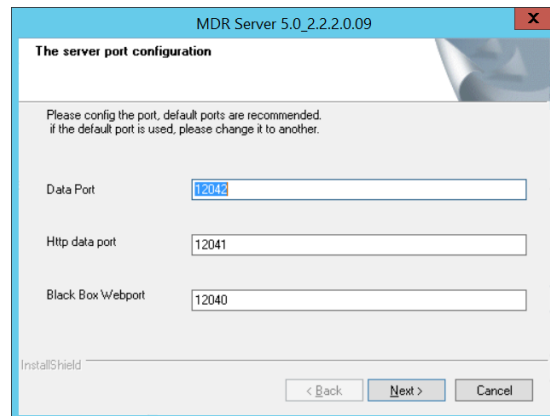 MDR Server 5.0_2.2.2.0.09
x
The server port configuration
Please config the port, default ports are recommended.
if the default port is used, please change it to another.
Data Port 12042
Http data port 12041
Black Box Webport 12040
InstallShield
< Back Next > Cancel